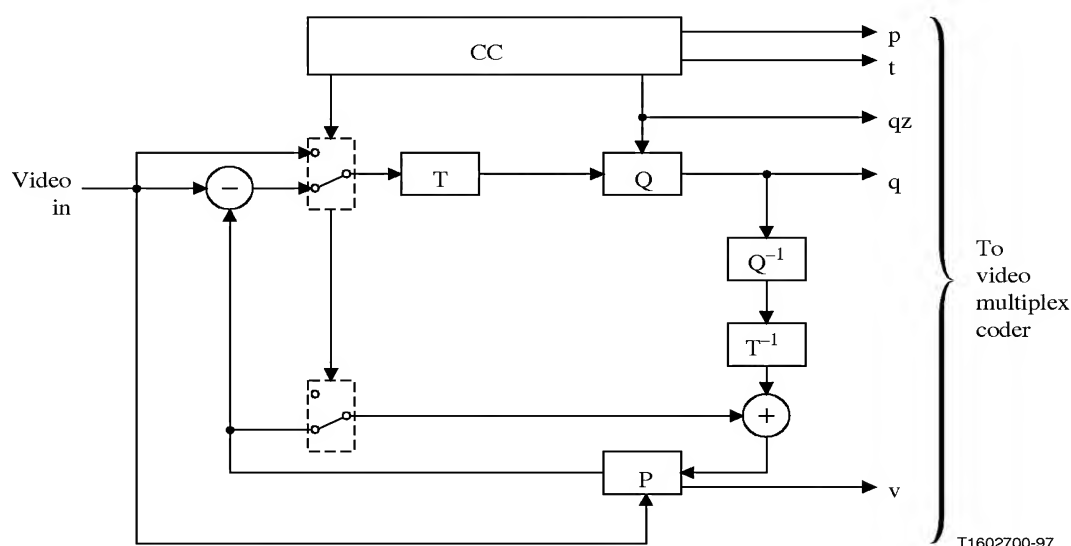 CC
p
t
qz
Video
in
−
T
Q
q
Q⁻¹
T⁻¹
To
video
multiplex
coder
+
P
v
T1602700-97